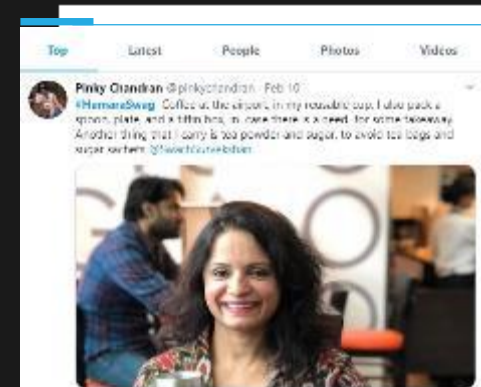 Top Latest People Photos Videos
Pinky Chandran @pinkychandran Feb 10
#HamaraSwag Coffee at the airport, in my reusable cup. I also pack a
spoon, plate, and a tiffin box, in case there is a need, for some takeaway.
Another thing that I carry is tea powder and sugar, to avoid tea bags and
sugar sachets @SwachSurvekshan